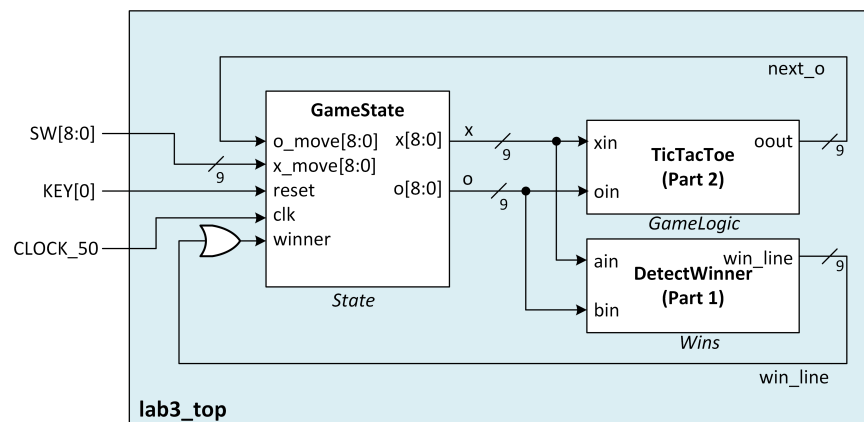 next_o
GameState
SW[8:0]
o_move[8:0]
x[8:0]
x
9
xin
oout
9
x_move[8:0]
9
TicTacToe
(Part 2)
KEY[0]
reset
o[8:0]
o
9
oin
clk
GameLogic
CLOCK_50
winner
State
ain
win_line
9
DetectWinner
(Part 1)
bin
Wins
win_line
lab3_top